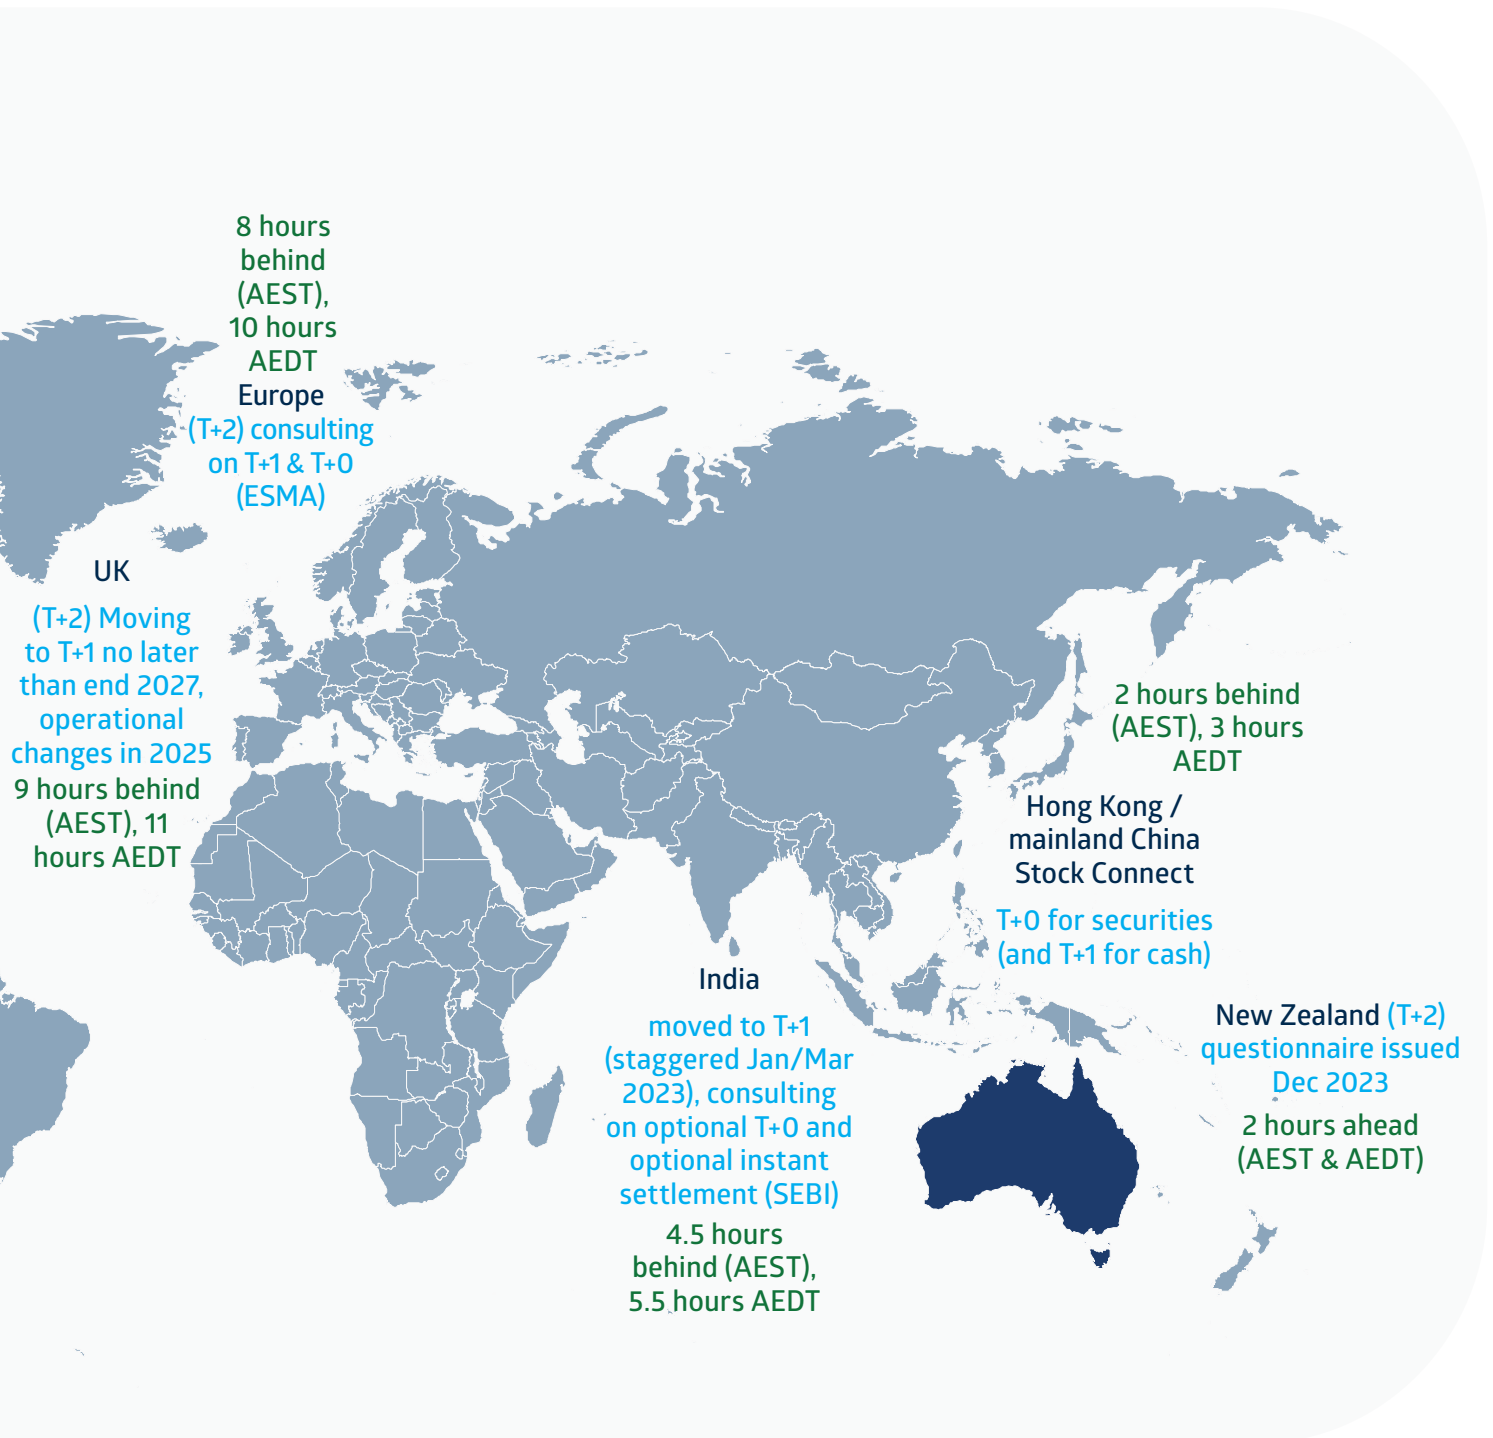 8 hours
behind
(AEST),
10 hours
AEDT
Europe
(T+2) consulting
on T+1 & T+0
(ESMA)
UK
(T+2) Moving
to T+1 no later
than end 2027,
operational
changes in 2025
9 hours behind
(AEST), 11
hours AEDT
2 hours behind
(AEST), 3 hours
AEDT
Hong Kong /
mainland China
Stock Connect
T+0 for securities
(and T+1 for cash)
India
moved to T+1
(staggered Jan/Mar
2023), consulting
on optional T+0 and
optional instant
settlement (SEBI)
4.5 hours
behind (AEST),
5.5 hours AEDT
New Zealand (T+2)
questionnaire issued
Dec 2023
2 hours ahead
(AEST & AEDT)